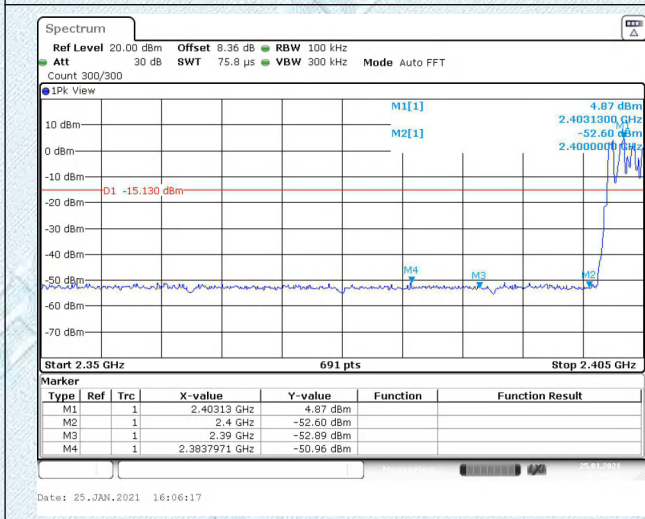 Spectrum
Ref Level 20.00 dBm Offset 8.36 dB RBW 100 kHz
Att 30 dB SWT 75.8 µs VBW 300 kHz Mode Auto FFT
Count 300/300
1Pk View
M1[1] 4.87 dBm
2.4031300 GHz
M2[1] -52.60 dBm
2.4000000 GHz
M1
10 dBm
0 dBm
-10 dBm
D1 -15.130 dBm
-20 dBm
-30 dBm
-40 dBm
M4 M3 M2
-50 dBm
-60 dBm
-70 dBm
Start 2.35 GHz 691 pts Stop 2.405 GHz
Marker
Type Ref Trc X-value Y-value Function Function Result
M1 1 2.40313 GHz 4.87 dBm
M2 1 2.4 GHz -52.60 dBm
M3 1 2.39 GHz -52.89 dBm
M4 1 2.3837971 GHz -50.96 dBm
25.01.2021
Date: 25.JAN.2021 16:06:17